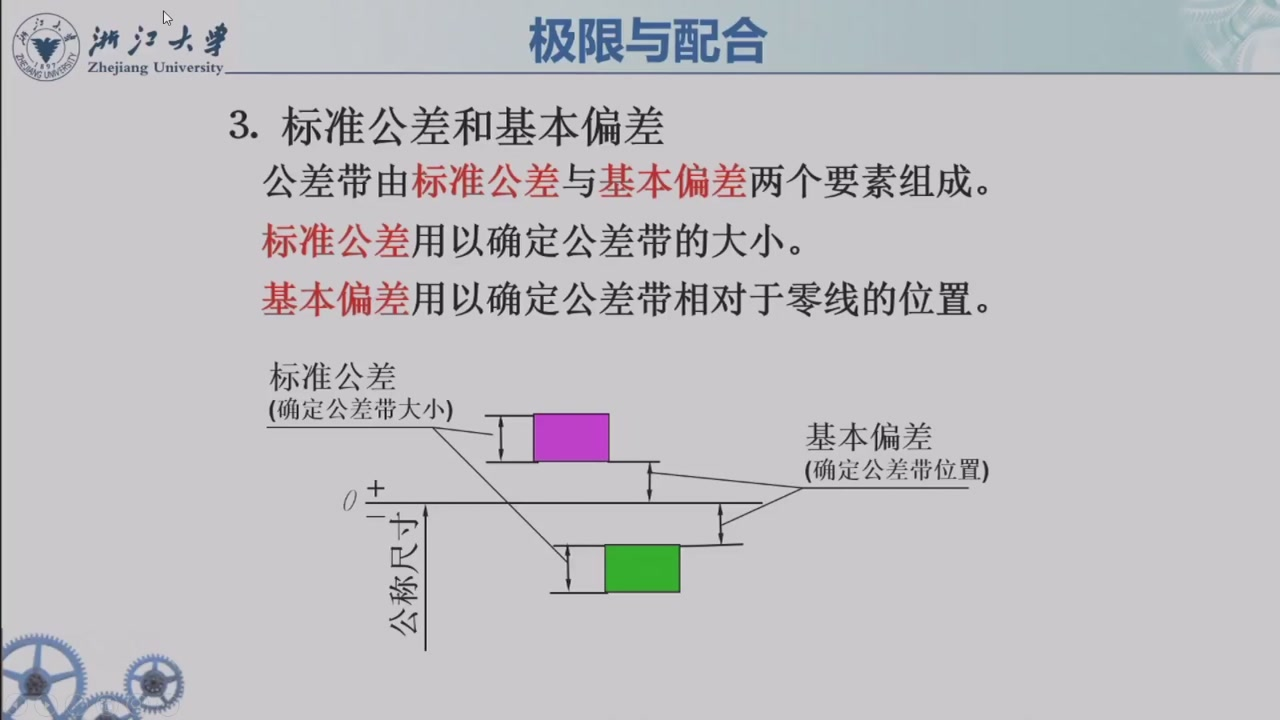 浙江大学
Zhejiang University
极限与配合
3. 标准公差和基本偏差
公差带由标准公差与基本偏差两个要素组成。
标准公差用以确定公差带的大小。
基本偏差用以确定公差带相对于零线的位置。
标准公差
(确定公差带大小)
基本偏差
(确定公差带位置)
0
+
−
公称尺寸